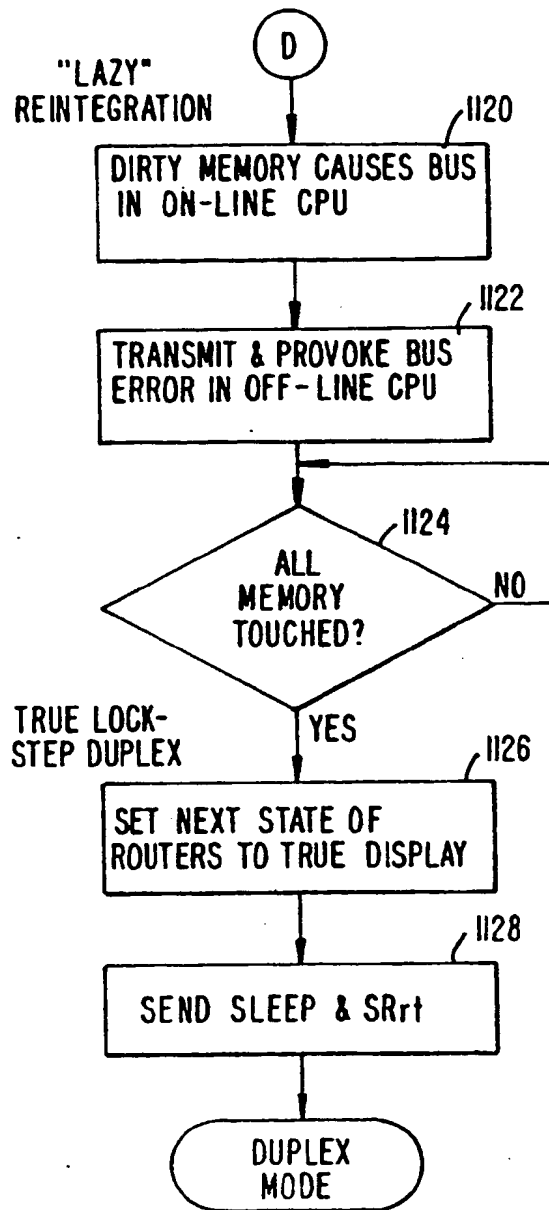 D
"LAZY"
REINTEGRATION
1120
DIRTY MEMORY CAUSES BUS
IN ON-LINE CPU
1122
TRANSMIT & PROVOKE BUS
ERROR IN OFF-LINE CPU
1124
ALL
MEMORY
TOUCHED?
NO
YES
TRUE LOCK-
STEP DUPLEX
1126
SET NEXT STATE OF
ROUTERS TO TRUE DISPLAY
1128
SEND SLEEP & SRrt
DUPLEX
MODE